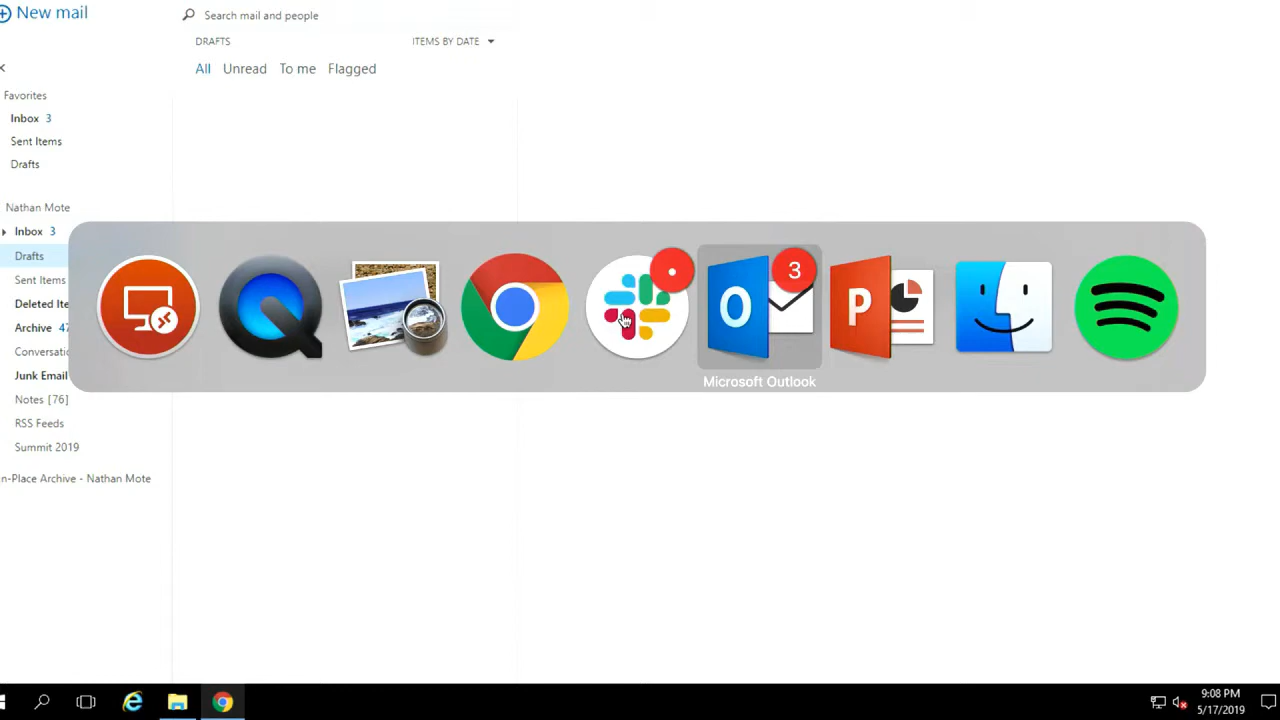 New mail
Search mail and people
DRAFTS
ITEMS BY DATE
All Unread To me Flagged
Favorites
Inbox 3
Sent Items
Drafts
Nathan Mote
Inbox 3
Drafts
Sent Items
Deleted Ite
Archive 47
Conversatio
Junk Email
Notes [76]
RSS Feeds
Summit 2019
n-Place Archive - Nathan Mote
O
3
P
Microsoft Outlook
9:08 PM
5/17/2019